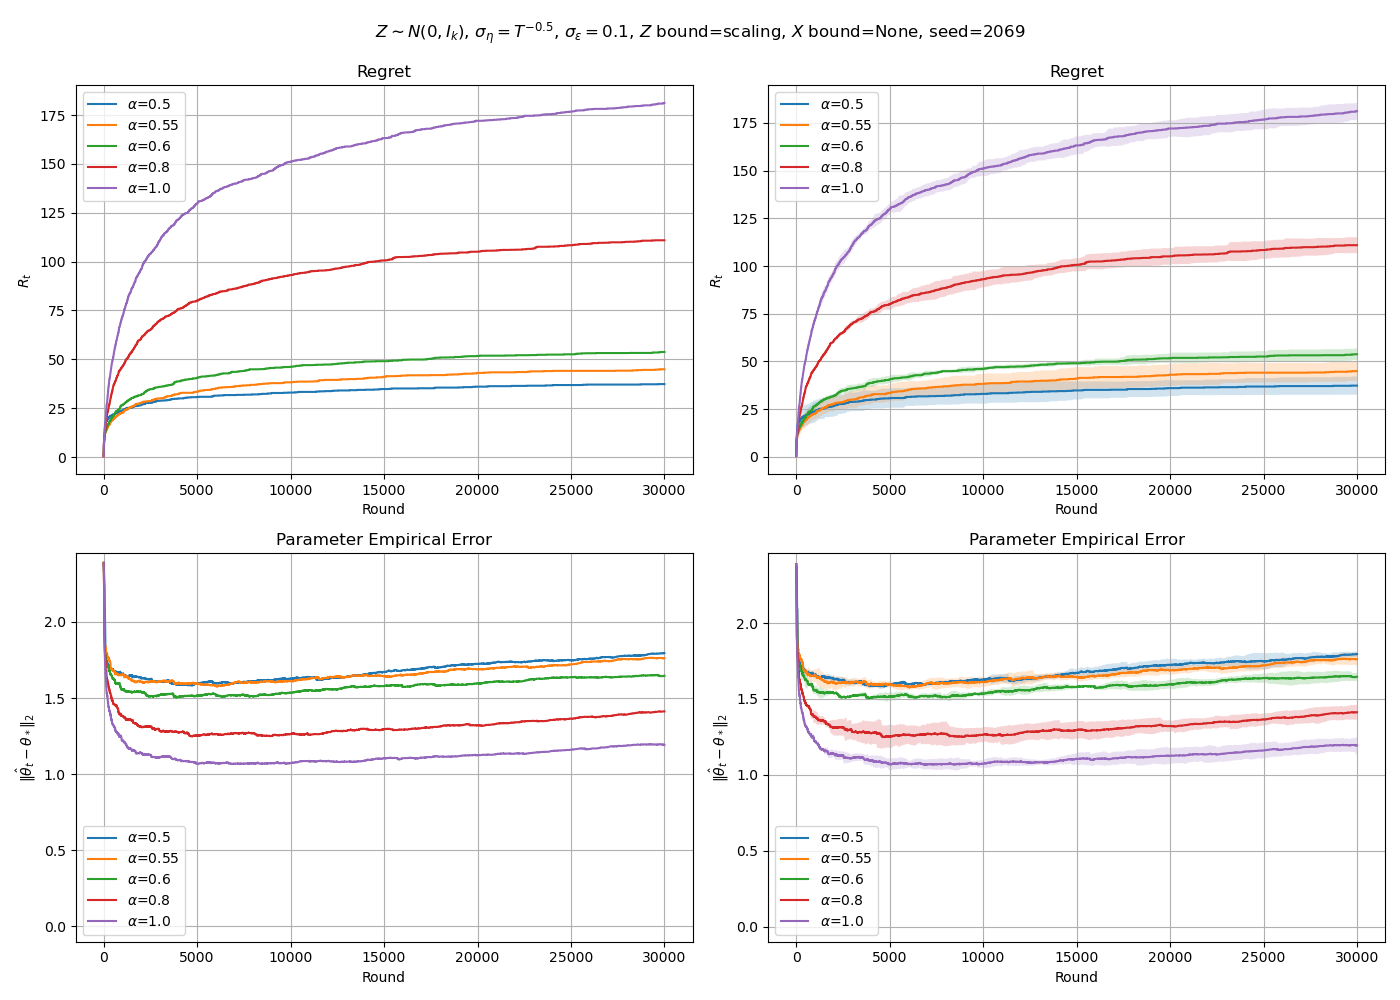 Z ~ N(0, I_k), σ_η = T^{−0.5}, σ_ε = 0.1, Z bound=scaling, X bound=None, seed=2069
Regret
R_t
175
150
125
100
75
50
25
0
α=0.5
α=0.55
α=0.6
α=0.8
α=1.0
0 5000 10000 15000 20000 25000 30000
Round
Regret
R_t
175
150
125
100
75
50
25
0
α=0.5
α=0.55
α=0.6
α=0.8
α=1.0
0 5000 10000 15000 20000 25000 30000
Round
Parameter Empirical Error
‖θ̂_t − θ_*‖₂
2.0
1.5
1.0
0.5
0.0
α=0.5
α=0.55
α=0.6
α=0.8
α=1.0
0 5000 10000 15000 20000 25000 30000
Round
Parameter Empirical Error
‖θ̂_t − θ_*‖₂
2.0
1.5
1.0
0.5
0.0
α=0.5
α=0.55
α=0.6
α=0.8
α=1.0
0 5000 10000 15000 20000 25000 30000
Round